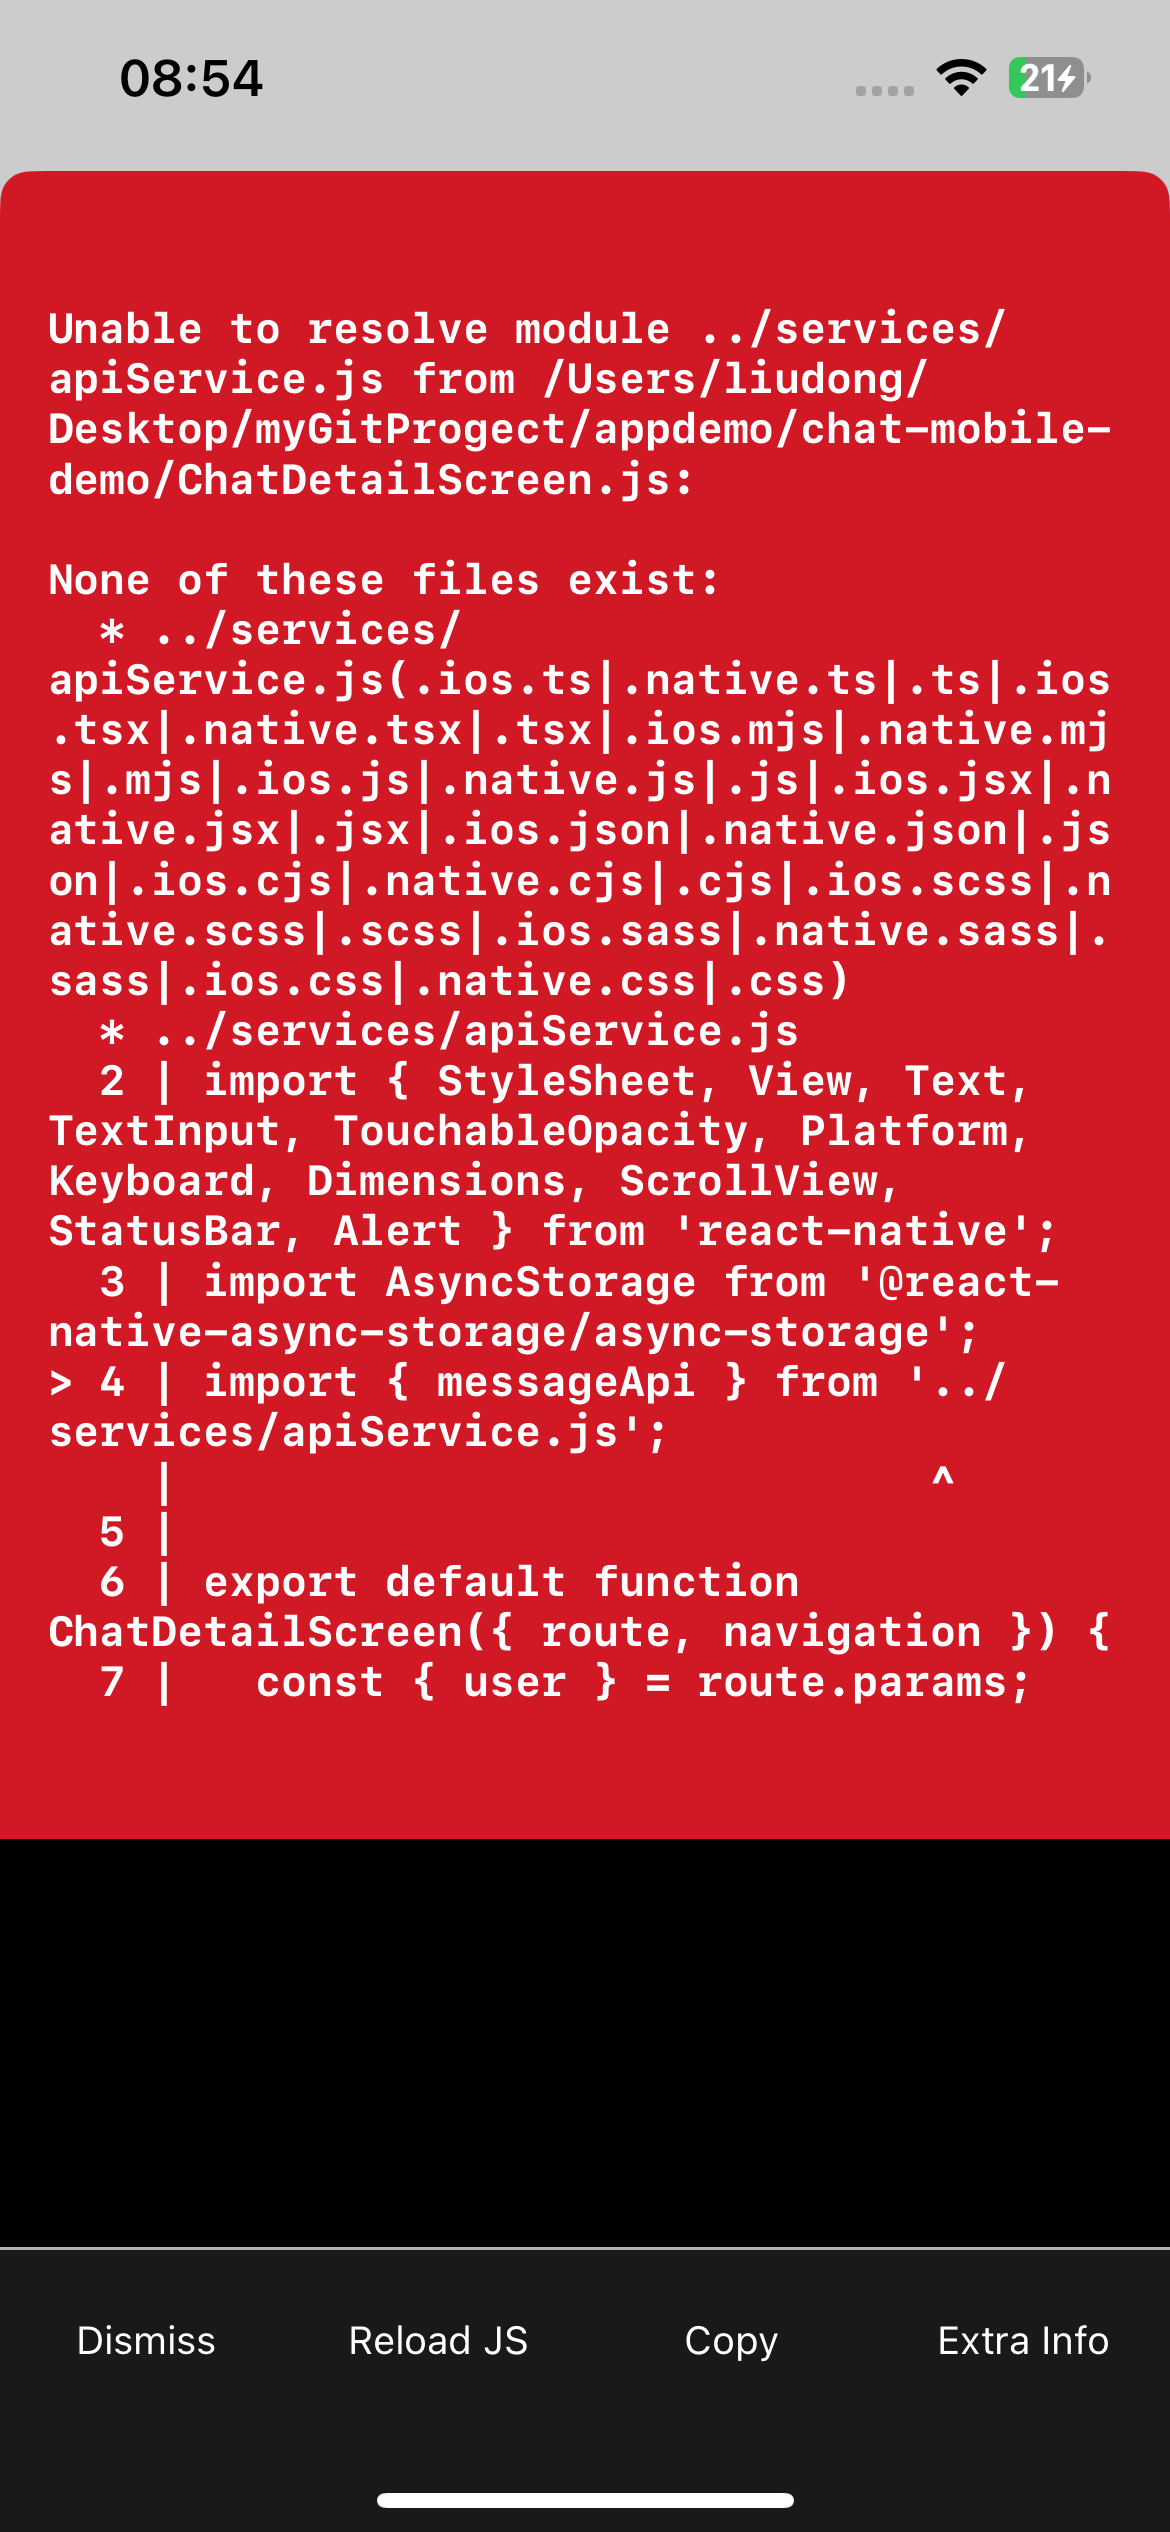 08:54
21
Unable to resolve module ../services/
apiService.js from /Users/liudong/
Desktop/myGitProgect/appdemo/chat-mobile-
demo/ChatDetailScreen.js:
None of these files exist:
* ../services/
apiService.js(.ios.ts|.native.ts|.ts|.ios
.tsx|.native.tsx|.tsx|.ios.mjs|.native.mj
s|.mjs|.ios.js|.native.js|.js|.ios.jsx|.n
ative.jsx|.jsx|.ios.json|.native.json|.js
on|.ios.cjs|.native.cjs|.cjs|.ios.scss|.n
ative.scss|.scss|.ios.sass|.native.sass|.
sass|.ios.css|.native.css|.css)
* ../services/apiService.js
2 | import { StyleSheet, View, Text,
TextInput, TouchableOpacity, Platform,
Keyboard, Dimensions, ScrollView,
StatusBar, Alert } from 'react-native';
3 | import AsyncStorage from '@react-
native-async-storage/async-storage';
> 4 | import { messageApi } from '../
services/apiService.js';
| ^
5 |
6 | export default function
ChatDetailScreen({ route, navigation }) {
7 | const { user } = route.params;
Dismiss
Reload JS
Copy
Extra Info